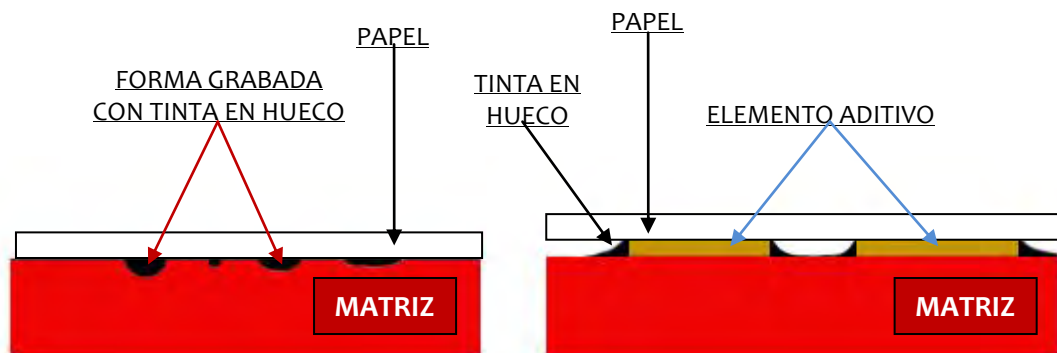 PAPEL
FORMA GRABADA
CON TINTA EN HUECO
MATRIZ
PAPEL
TINTA EN
HUECO
ELEMENTO ADITIVO
MATRIZ